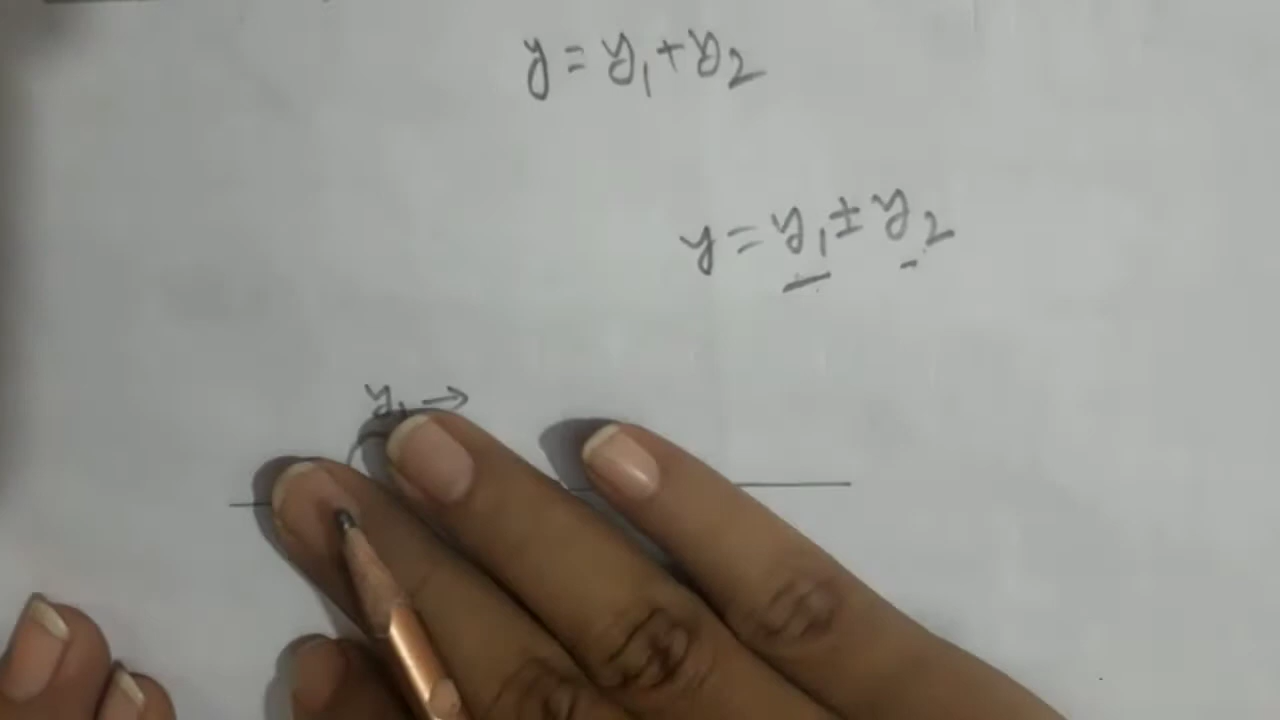 y = y₁ + y₂
y = y₁ ± y₂
y₁ →